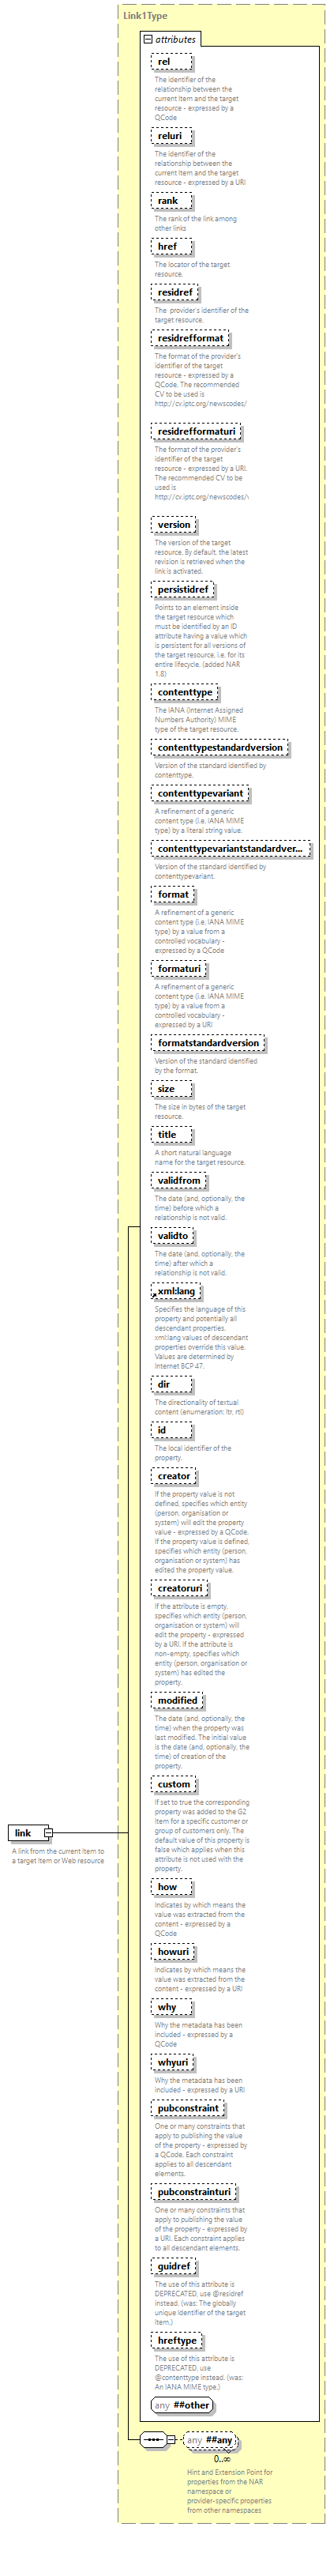 Link1Type
attributes
rel
The identifier of the
relationship between the
current Item and the target
resource - expressed by a
QCode
reluri
The identifier of the
relationship between the
current Item and the target
resource - expressed by a URI
rank
The rank of the link among
other links
href
The locator of the target
resource.
residref
The  provider's identifier of the
target resource.
residrefformat
The format of the provider's
identifier of the target
resource - expressed by a
QCode. The recommended
CV to be used is
http://cv.iptc.org/newscodes/
residrefformaturi
The format of the provider's
identifier of the target
resource - expressed by a URI.
The recommended CV to be
used is
http://cv.iptc.org/newscodes/\
version
The version of the target
resource. By default, the latest
revision is retrieved when the
link is activated.
persistidref
Points to an element inside
the target resource which
must be identified by an ID
attribute having a value which
is persistent for all versions of
the target resource, i.e. for its
entire lifecycle. (added NAR
1.8)
contenttype
The IANA (Internet Assigned
Numbers Authority) MIME
type of the target resource.
contenttypestandardversion
Version of the standard identified by
contenttype.
contenttypevariant
A refinement of a generic
content type (i.e. IANA MIME
type) by a literal string value.
contenttypevariantstandardver...
Version of the standard identified by
contenttypevariant.
format
A refinement of a generic
content type (i.e. IANA MIME
type) by a value from a
controlled vocabulary -
expressed by a QCode
formaturi
A refinement of a generic
content type (i.e. IANA MIME
type) by a value from a
controlled vocabulary -
expressed by a URI
formatstandardversion
Version of the standard identified
by the format.
size
The size in bytes of the target
resource.
title
A short natural language
name for the target resource.
validfrom
The date (and, optionally, the
time) before which a
relationship is not valid.
validto
The date (and, optionally, the
time) after which a
relationship is not valid.
xml:lang
Specifies the language of this
property and potentially all
descendant properties.
xml:lang values of descendant
properties override this value.
Values are determined by
Internet BCP 47.
dir
The directionality of textual
content (enumeration: ltr, rtl)
id
The local identifier of the
property.
creator
If the property value is not
defined, specifies which entity
(person, organisation or
system) will edit the property
value - expressed by a QCode.
If the property value is defined,
specifies which entity (person,
organisation or system) has
edited the property value.
creatoruri
If the attribute is empty,
specifies which entity (person,
organisation or system) will
edit the property - expressed
by a URI. If the attribute is
non-empty, specifies which
entity (person, organisation or
system) has edited the
property.
modified
The date (and, optionally, the
time) when the property was
last modified. The initial value
is the date (and, optionally, the
time) of creation of the
property.
custom
If set to true the corresponding
property was added to the G2
Item for a specific customer or
group of customers only. The
default value of this property is
false which applies when this
attribute is not used with the
property.
link
A link from the current Item to
a target Item or Web resource
how
Indicates by which means the
value was extracted from the
content - expressed by a
QCode
howuri
Indicates by which means the
value was extracted from the
content - expressed by a URI
why
Why the metadata has been
included - expressed by a
QCode
whyuri
Why the metadata has been
included - expressed by a URI
pubconstraint
One or many constraints that
apply to publishing the value
of the property - expressed by
a QCode. Each constraint
applies to all descendant
elements.
pubconstrainturi
One or many constraints that
apply to publishing the value
of the property - expressed by
a URI. Each constraint applies
to all descendant elements.
guidref
The use of this attribute is
DEPRECATED, use @residref
instead. (was: The globally
unique identifier of the target
Item.)
hreftype
The use of this attribute is
DEPRECATED, use
@contenttype instead. (was:
An IANA MIME type.)
any ##other
any ##any
0..∞
Hint and Extension Point for
properties from the NAR
namespace or
provider-specific properties
from other namespaces